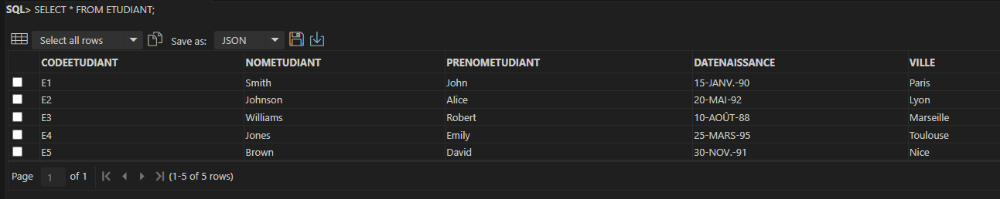 SQL> SELECT * FROM ETUDIANT;
Select all rows Save as: JSON
CODEETUDIANT NOMETUDIANT PRENOMETUDIANT DATENAISSANCE VILLE
E1 Smith John 15-JANV.-90 Paris
E2 Johnson Alice 20-MAI-92 Lyon
E3 Williams Robert 10-AOÛT-88 Marseille
E4 Jones Emily 25-MARS-95 Toulouse
E5 Brown David 30-NOV.-91 Nice
Page 1 of 1 (1-5 of 5 rows)